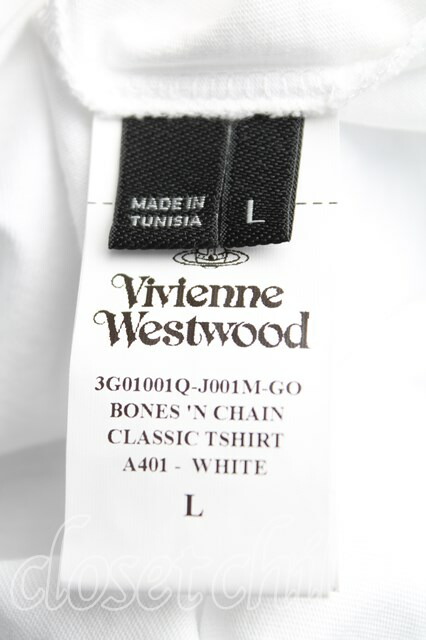 MADE IN
TUNISIA
L
Vivienne
Westwood
3G01001Q-J001M-GO
BONES 'N CHAIN
CLASSIC TSHIRT
A401 - WHITE
L
closet chi